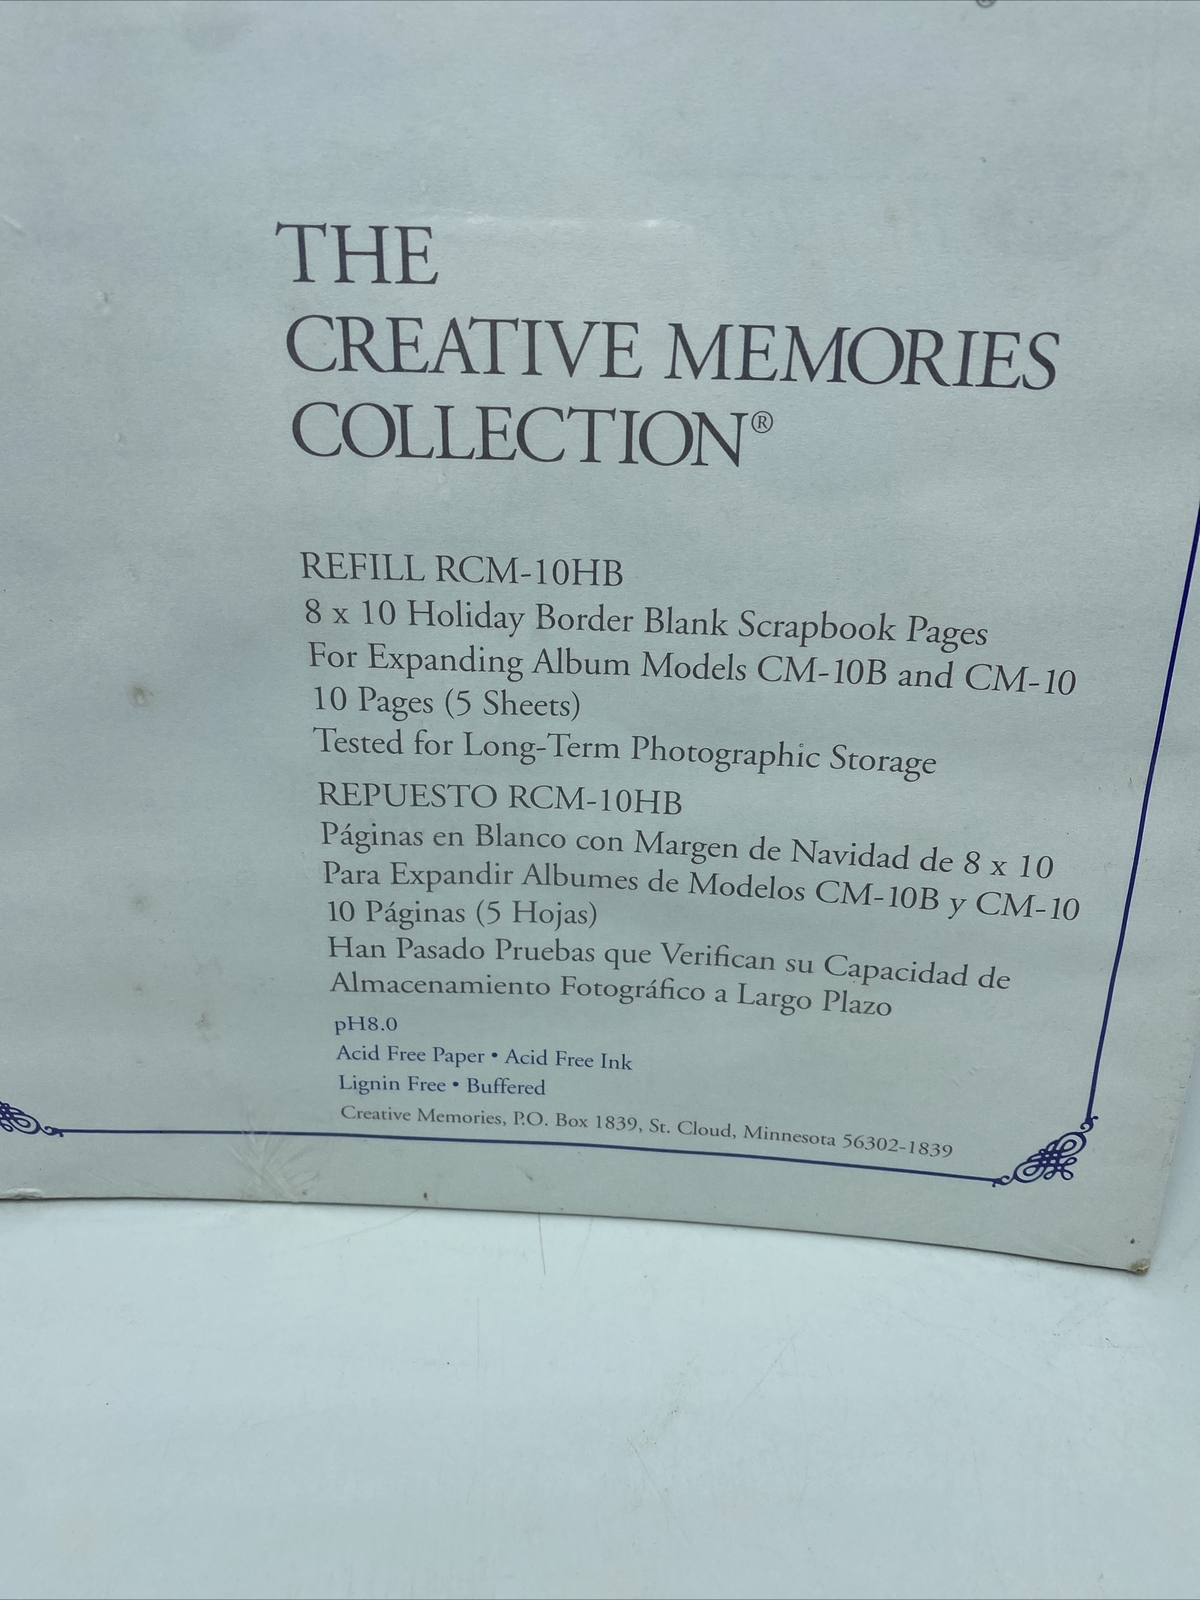 THE
CREATIVE MEMORIES
COLLECTION®
REFILL RCM-10HB
8 x 10 Holiday Border Blank Scrapbook Pages
For Expanding Album Models CM-10B and CM-10
10 Pages (5 Sheets)
Tested for Long-Term Photographic Storage
REPUESTO RCM-10HB
Páginas en Blanco con Margen de Navidad de 8 x 10
Para Expandir Albumes de Modelos CM-10B y CM-10
10 Páginas (5 Hojas)
Han Pasado Pruebas que Verifican su Capacidad de
Almacenamiento Fotográfico a Largo Plazo
pH8.0
Acid Free Paper • Acid Free Ink
Lignin Free • Buffered
Creative Memories, P.O. Box 1839, St. Cloud, Minnesota 56302-1839